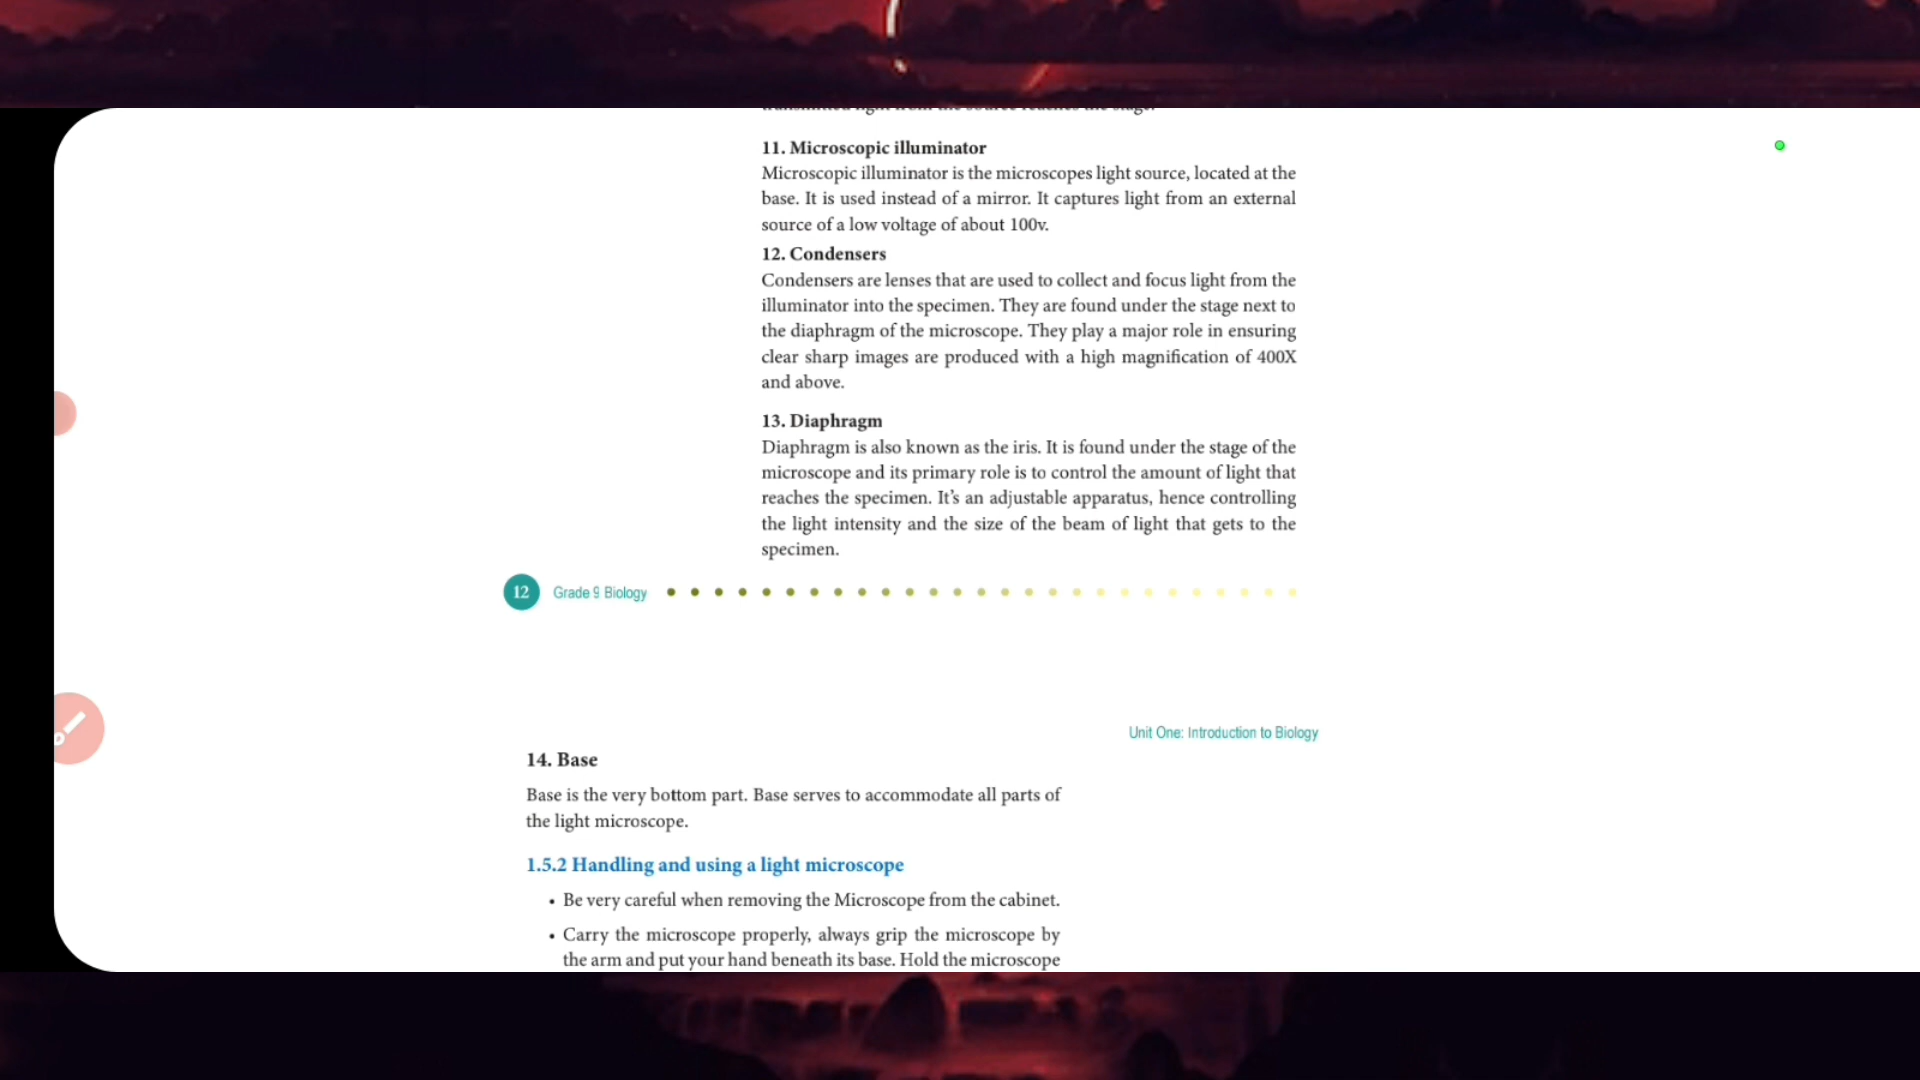 transmitted light from the source reaches the stage.
11. Microscopic illuminator
Microscopic illuminator is the microscopes light source, located at the
base. It is used instead of a mirror. It captures light from an external
source of a low voltage of about 100v.
12. Condensers
Condensers are lenses that are used to collect and focus light from the
illuminator into the specimen. They are found under the stage next to
the diaphragm of the microscope. They play a major role in ensuring
clear sharp images are produced with a high magnification of 400X
and above.
13. Diaphragm
Diaphragm is also known as the iris. It is found under the stage of the
microscope and its primary role is to control the amount of light that
reaches the specimen. It’s an adjustable apparatus, hence controlling
the light intensity and the size of the beam of light that gets to the
specimen.
12 Grade 9 Biology
Unit One: Introduction to Biology
14. Base
Base is the very bottom part. Base serves to accommodate all parts of
the light microscope.
1.5.2 Handling and using a light microscope
• Be very careful when removing the Microscope from the cabinet.
• Carry the microscope properly, always grip the microscope by
the arm and put your hand beneath its base. Hold the microscope